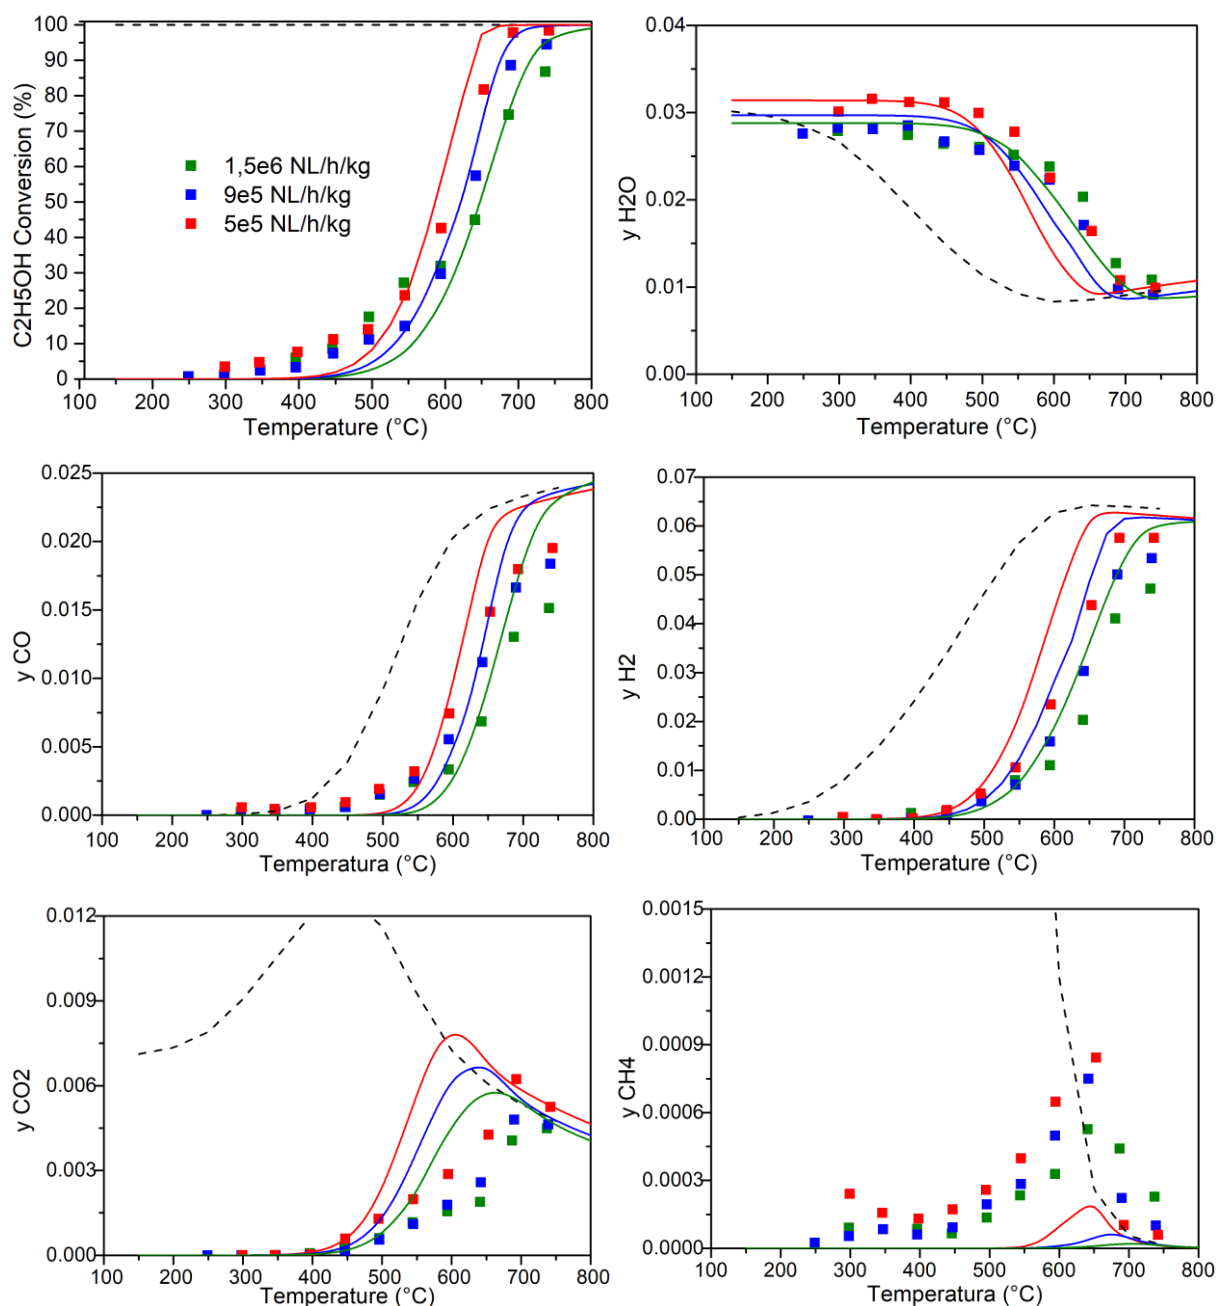 C2H5OH Conversion (%)
100
90
80
70
60
50
40
30
20
10
0
1,5e6 NL/h/kg
9e5 NL/h/kg
5e5 NL/h/kg
100 200 300 400 500 600 700 800
Temperature (°C)
y H2O
0.04
0.03
0.02
0.01
0.00
100 200 300 400 500 600 700 800
Temperature (°C)
y CO
0.025
0.020
0.015
0.010
0.005
0.000
100 200 300 400 500 600 700 800
Temperatura (°C)
y H2
0.07
0.06
0.05
0.04
0.03
0.02
0.01
0.00
100 200 300 400 500 600 700 800
Temperature (°C)
y CO2
0.012
0.009
0.006
0.003
0.000
100 200 300 400 500 600 700 800
Temperatura (°C)
y CH4
0.0015
0.0012
0.0009
0.0006
0.0003
0.0000
100 200 300 400 500 600 700 800
Temperatura (°C)